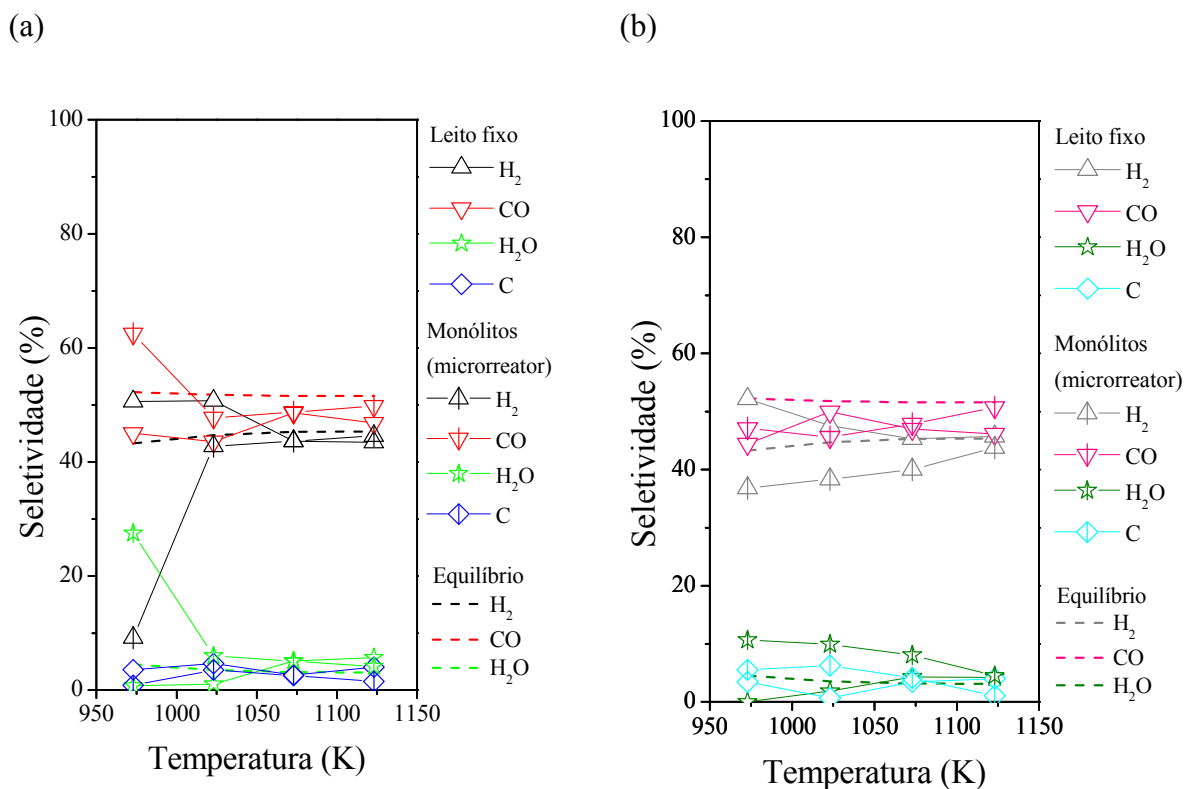 (a)
Seletividade (%)
100
80
60
40
20
0
950 1000 1050 1100 1150
Temperatura (K)
Leito fixo
H₂
CO
H₂O
C
Monólitos
(microrreator)
H₂
CO
H₂O
C
Equilíbrio
H₂
CO
H₂O
(b)
Seletividade (%)
100
80
60
40
20
0
950 1000 1050 1100 1150
Temperatura (K)
Leito fixo
H₂
CO
H₂O
C
Monólitos
(microrreator)
H₂
CO
H₂O
C
Equilíbrio
H₂
CO
H₂O